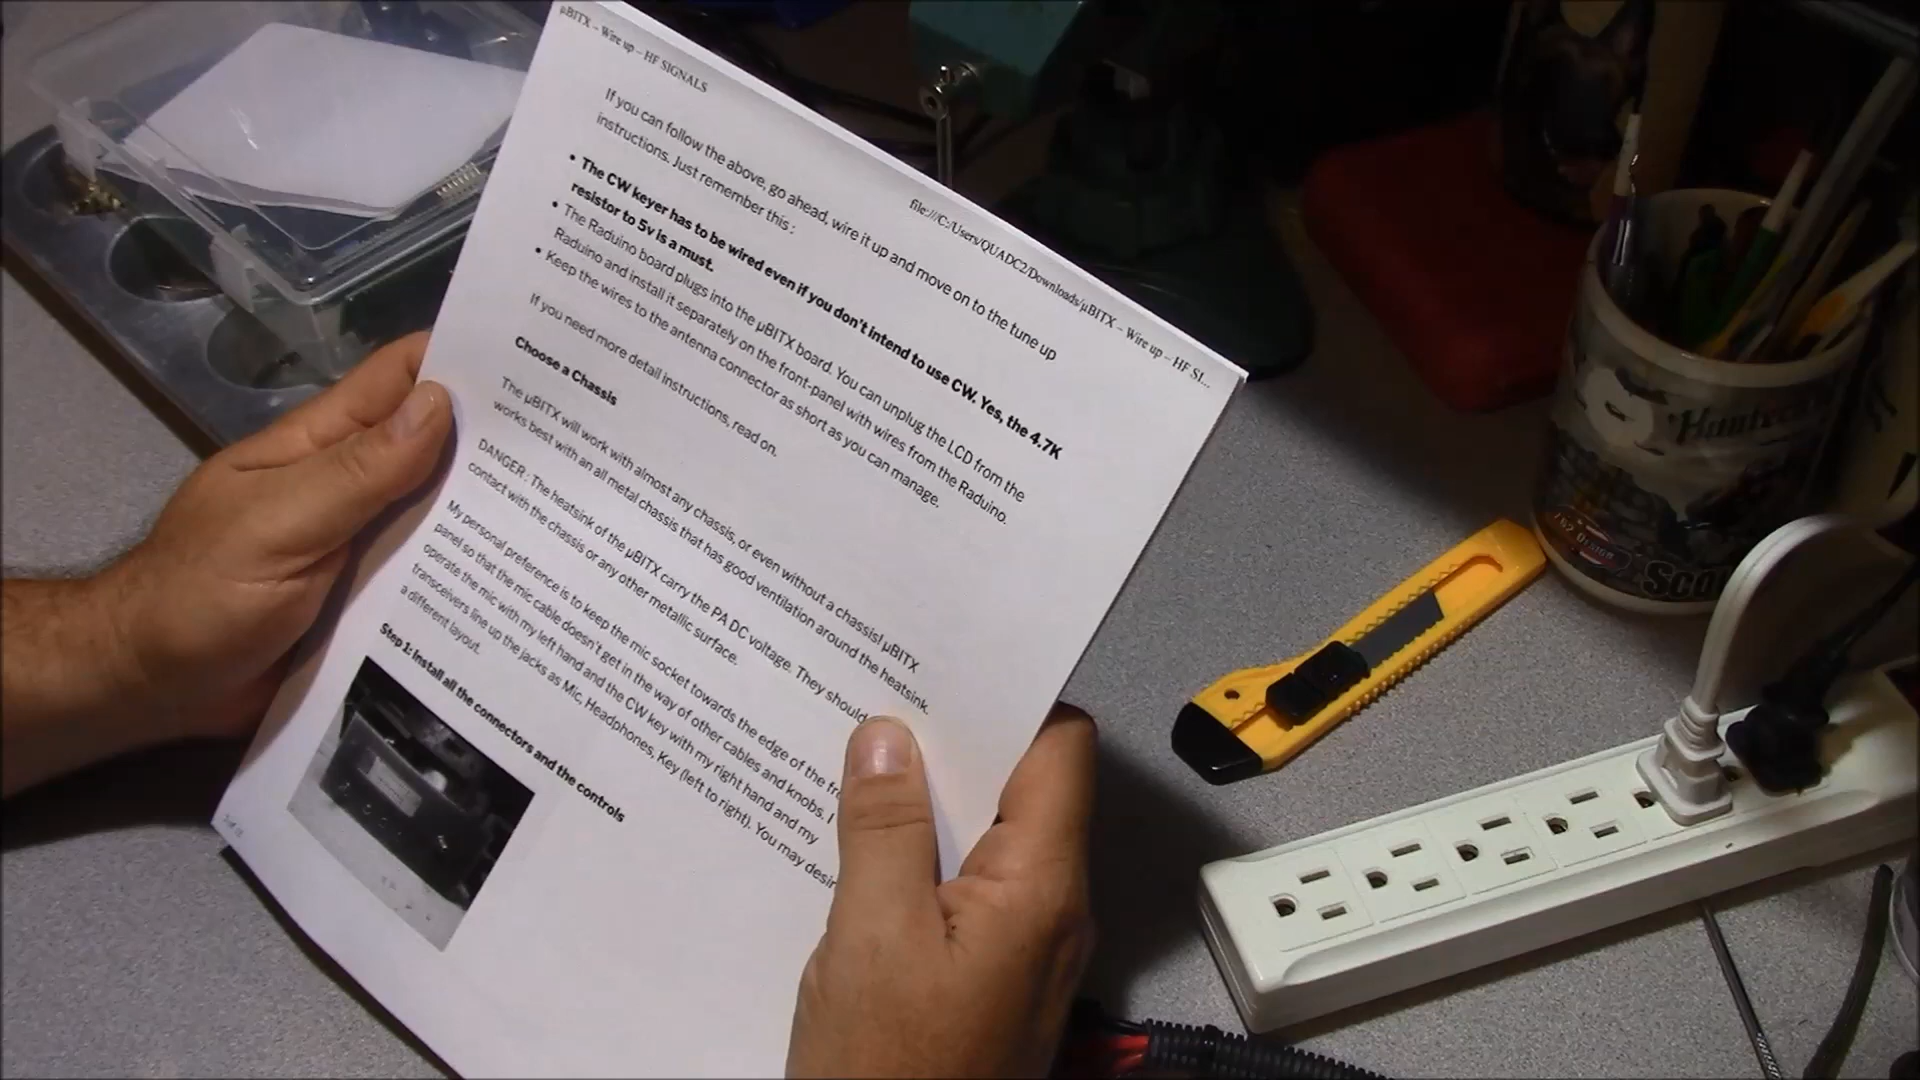 µBITX – Wire up – HF SIGNALS
file:///C:/Users/QUADC2/Downloads/µBITX – Wire up – HF SI...
If you can follow the above, go ahead, wire it up and move on to the tune up
instructions. Just remember this :
• The CW keyer has to be wired even if you don't intend to use CW. Yes, the 4.7K
resistor to 5v is a must.
• The Raduino board plugs into the µBITX board. You can unplug the LCD from the
Raduino and install it separately on the front-panel with wires from the Raduino.
• Keep the wires to the antenna connector as short as you can manage.
If you need more detail instructions, read on.
Choose a Chassis
The µBITX will work with almost any chassis, or even without a chassis! µBITX
works best with an all metal chassis that has good ventilation around the heatsink.
DANGER : The heatsink of the µBITX carry the PA DC voltage. They should
contact with the chassis or any other metallic surface.
My personal preference is to keep the mic socket towards the edge of the fr
panel so that the mic cable doesn't get in the way of other cables and knobs. I
operate the mic with my left hand and the CW key with my right hand and my
transceivers line up the jacks as Mic, Headphones, Key (left to right). You may desir
a different layout.
Step 1: Install all the connectors and the controls